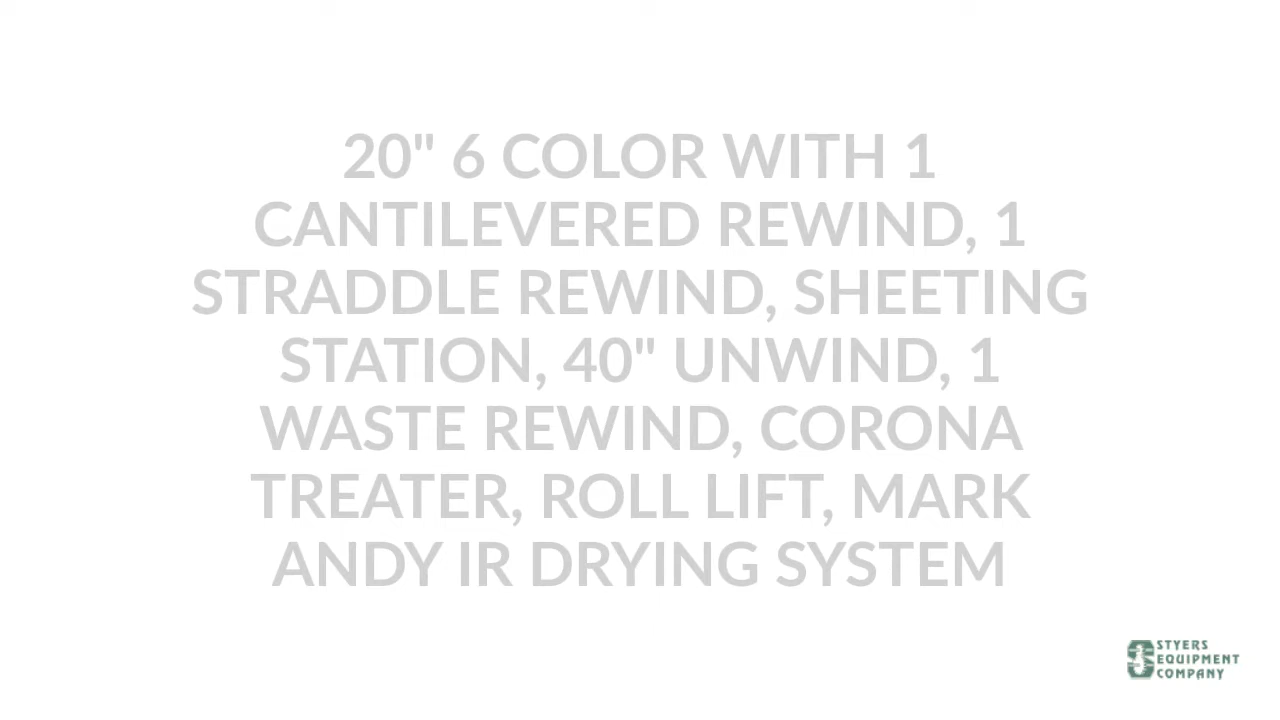 20" 6 COLOR WITH 1
CANTILEVERED REWIND, 1
STRADDLE REWIND, SHEETING
STATION, 40" UNWIND, 1
WASTE REWIND, CORONA
TREATER, ROLL LIFT, MARK
ANDY IR DRYING SYSTEM
STYERS
EQUIPMENT
COMPANY